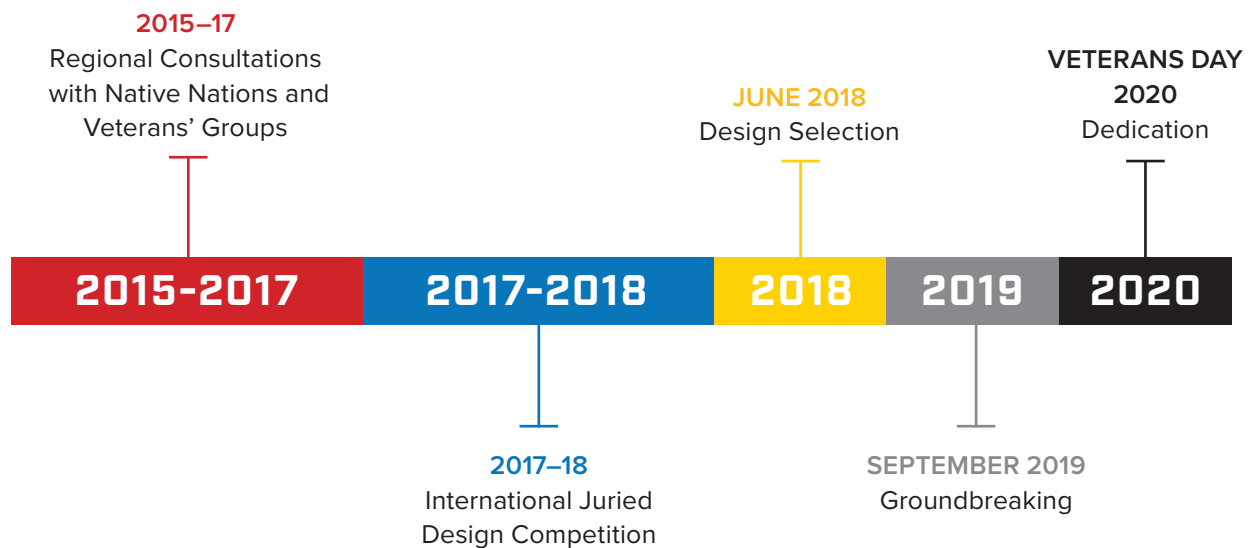 2015–17
Regional Consultations
with Native Nations and
Veterans’ Groups
JUNE 2018
Design Selection
VETERANS DAY
2020
Dedication
2015-2017
2017-2018
2018
2019
2020
2017–18
International Juried
Design Competition
SEPTEMBER 2019
Groundbreaking